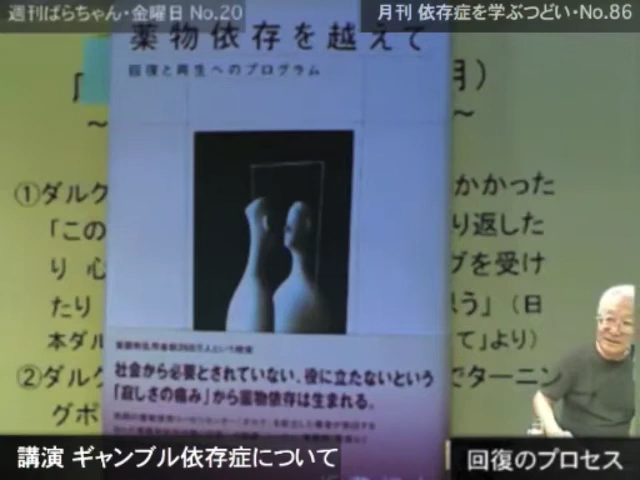 週刊ばらちゃん・金曜日 No.20
月刊 依存症を学ぶつどい・No.86
薬物依存を越えて
回復と再生へのプログラム
「
月）
～
～
①ダルク
かかった
「この
り返した
り 心
グを受け
たり
思う」（日
本ダル
て」より）
②ダルク
でターニン
グポ
社会から必要とされていない、役に立たないという
「寂しさの痛み」から薬物依存は生まれる。
講演 ギャンブル依存症について
回復のプロセス